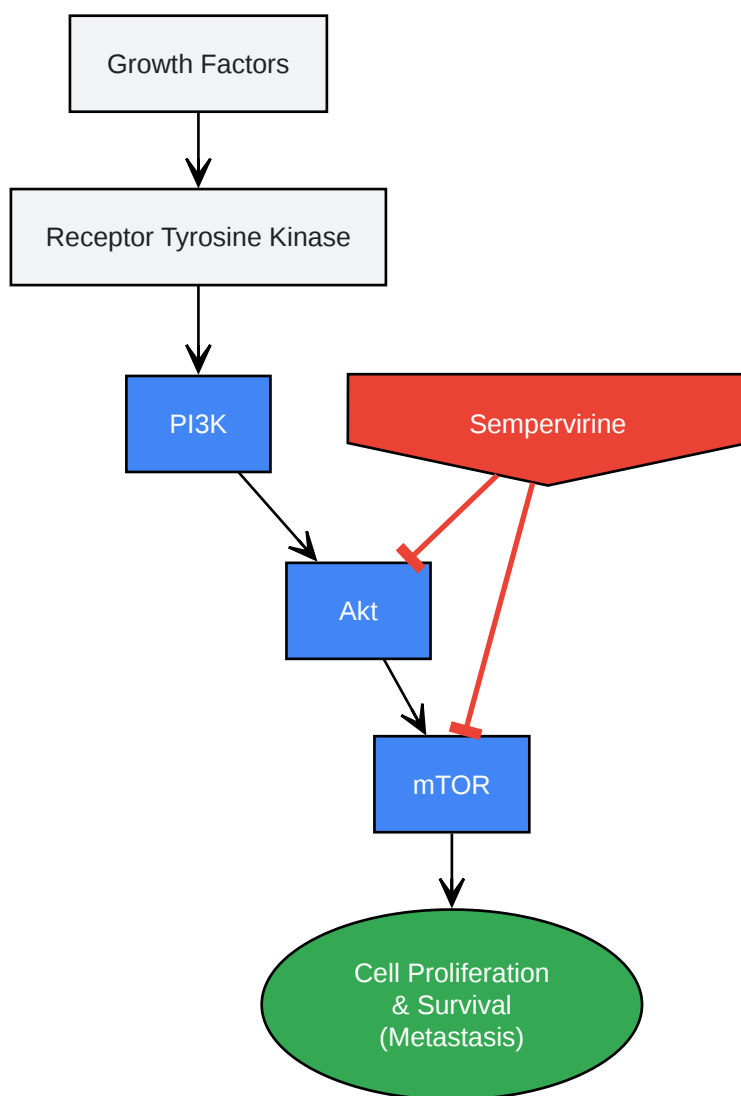 Growth Factors
Receptor Tyrosine Kinase
PI3K
Sempervirine
Akt
mTOR
Cell Proliferation
& Survival
(Metastasis)